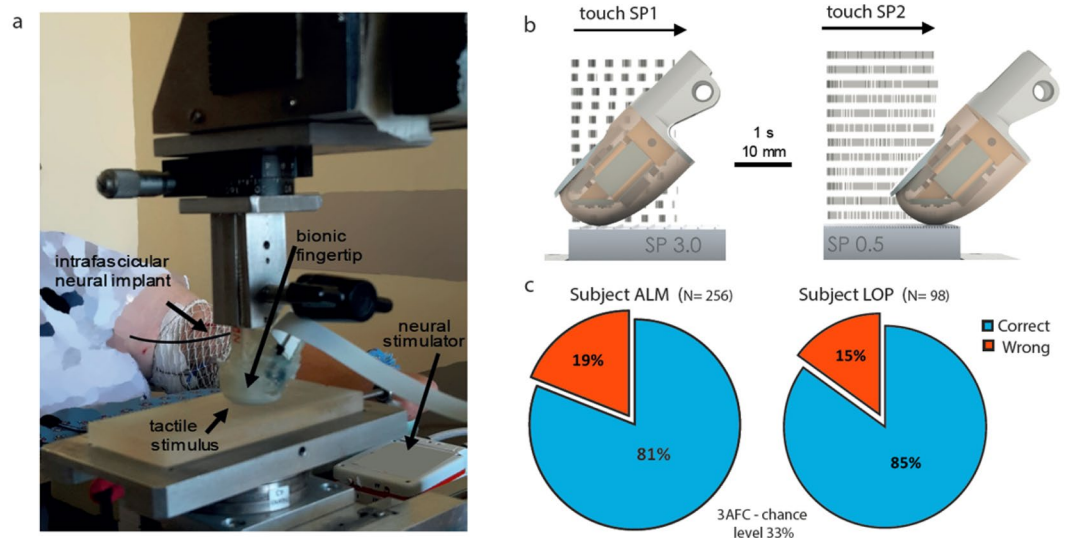 a
intrafascicular
neural implant
bionic
fingertip
neural
stimulator
tactile
stimulus
b
touch SP1
touch SP2
1 s
10 mm
SP 3.0
SP 0.5
c
Subject ALM (N= 256)
Subject LOP (N= 98)
Correct
Wrong
19%
81%
15%
85%
3AFC - chance
level 33%